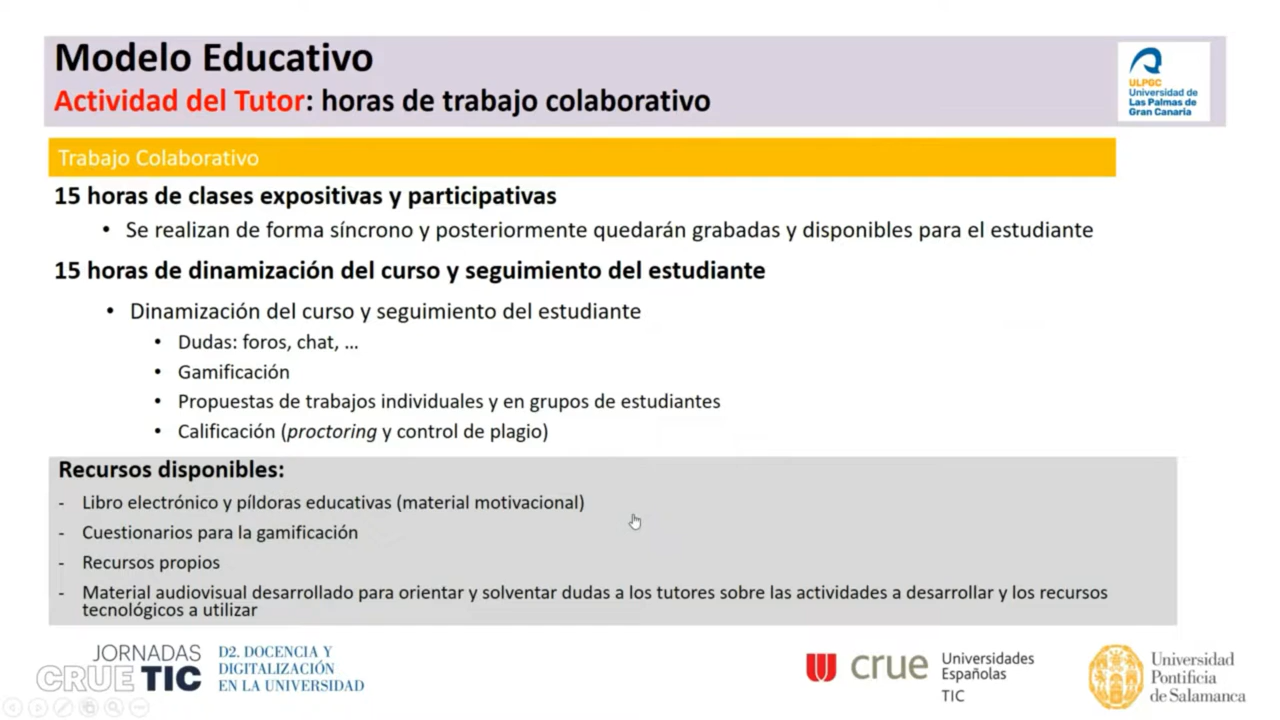 Modelo Educativo
Actividad del Tutor: horas de trabajo colaborativo
ULPGC
Universidad de
Las Palmas de
Gran Canaria
Trabajo Colaborativo
15 horas de clases expositivas y participativas
• Se realizan de forma síncrono y posteriormente quedarán grabadas y disponibles para el estudiante
15 horas de dinamización del curso y seguimiento del estudiante
• Dinamización del curso y seguimiento del estudiante
• Dudas: foros, chat, ...
• Gamificación
• Propuestas de trabajos individuales y en grupos de estudiantes
• Calificación (proctoring y control de plagio)
Recursos disponibles:
- Libro electrónico y píldoras educativas (material motivacional)
- Cuestionarios para la gamificación
- Recursos propios
- Material audiovisual desarrollado para orientar y solventar dudas a los tutores sobre las actividades a desarrollar y los recursos
tecnológicos a utilizar
JORNADAS
CRUE TIC
D2. DOCENCIA Y
DIGITALIZACIÓN
EN LA UNIVERSIDAD
crue
Universidades
Españolas
TIC
Universidad
Pontificia
de Salamanca